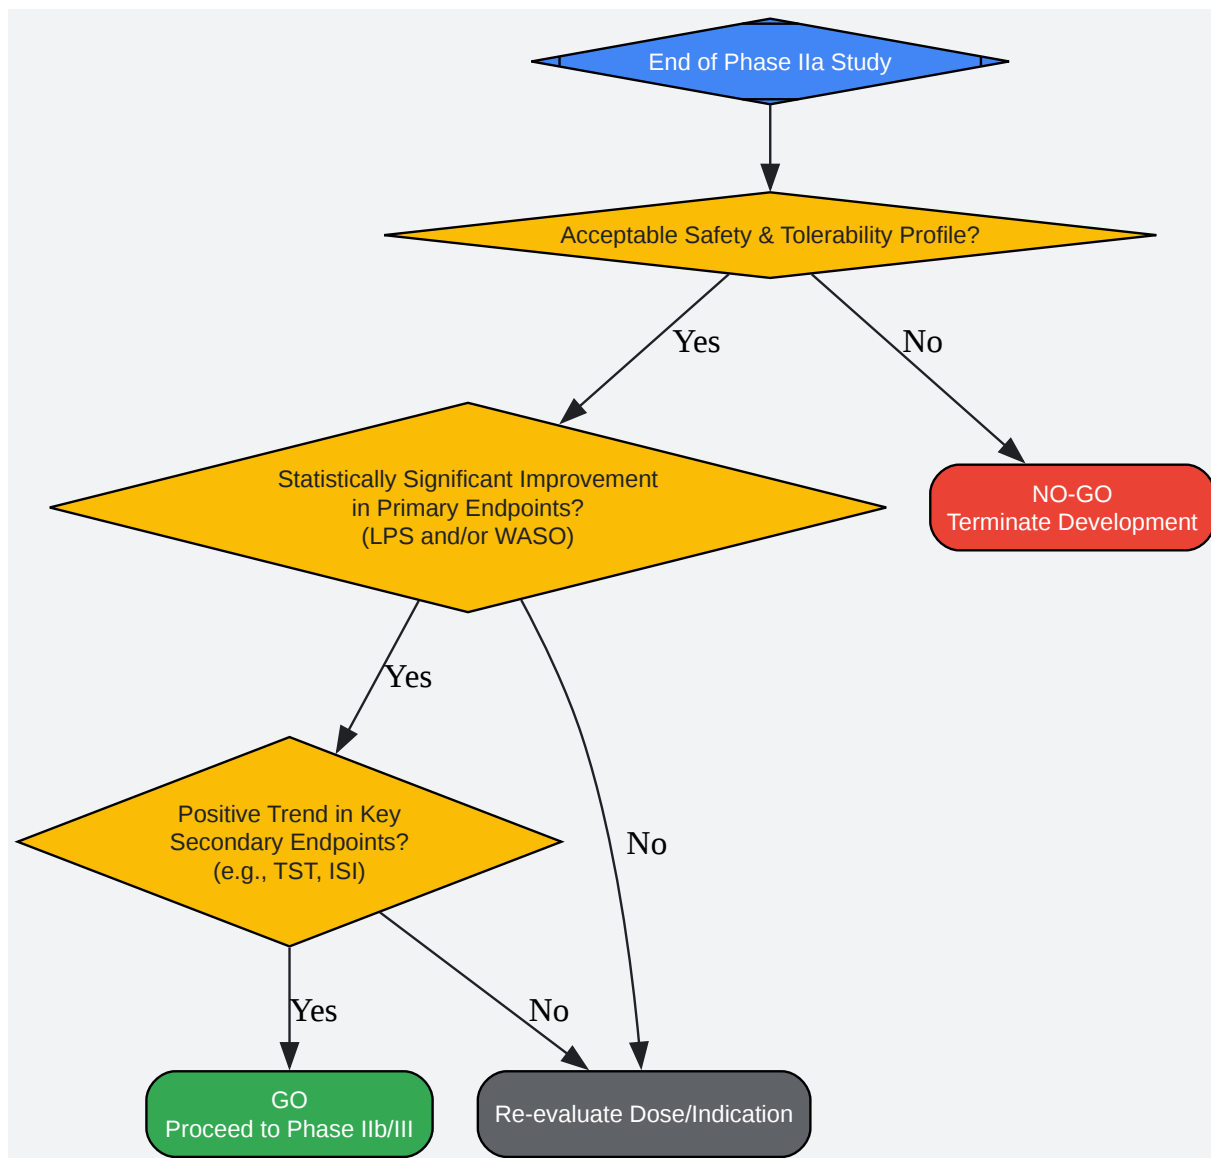 End of Phase IIa Study
Acceptable Safety & Tolerability Profile?
Yes
No
Statistically Significant Improvement
in Primary Endpoints?
(LPS and/or WASO)
NO-GO
Terminate Development
Yes
No
Positive Trend in Key
Secondary Endpoints?
(e.g., TST, ISI)
Yes
No
GO
Proceed to Phase IIb/III
Re-evaluate Dose/Indication